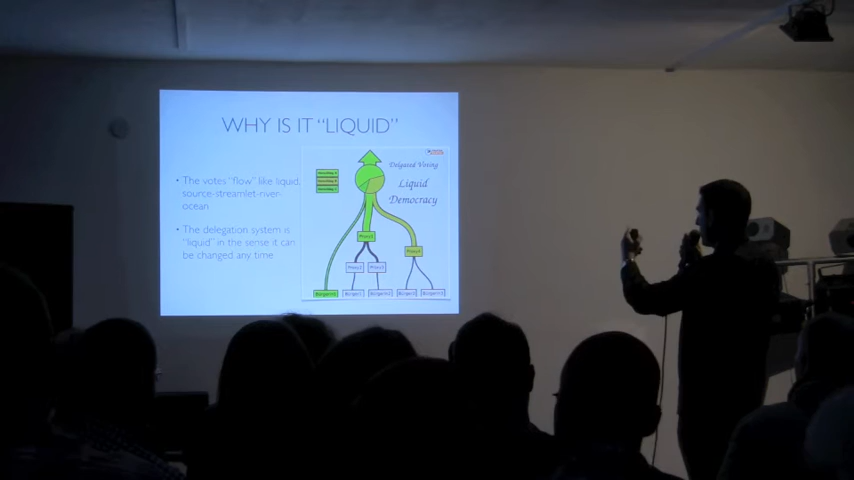 WHY IS IT "LIQUID"
• The votes "flow" like liquid,
source-streamlet-river-
ocean
• The delegation system is
"liquid" in the sense it can
be changed any time
Delgated Voting
Liquid
Democracy